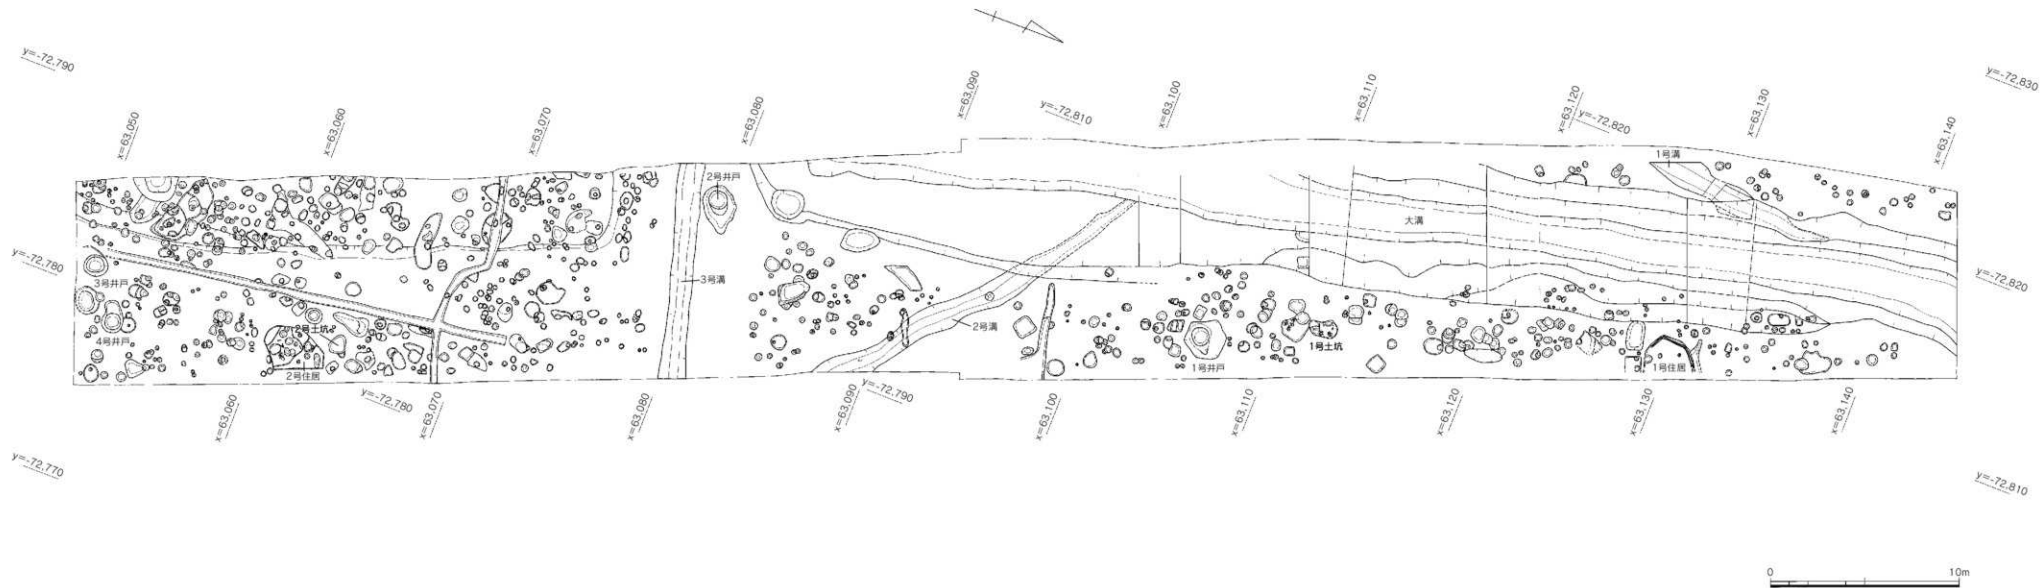 y=-72,790
x=63,050
x=63,060
x=63,070
x=63,080
x=63,090
y=-72,810
x=63,100
x=63,110
x=63,120
y=-72,820
x=63,130
x=63,140
y=-72,830
1号溝
2号井戸
大溝
y=-72,780
3号井戸
3号溝
y=-72,820
2号溝
2号土坑
4号井戸
2号住居
1号井戸
1号土坑
1号住居
x=63,060
y=-72,780
x=63,070
x=63,080
x=63,090
y=-72,790
x=63,100
x=63,110
x=63,120
x=63,130
x=63,140
y=-72,770
y=-72,810
0 10m